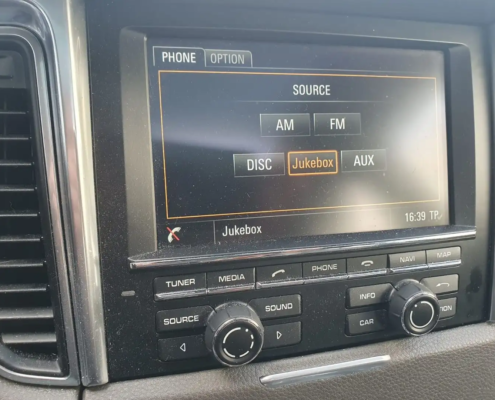 PHONE OPTION
SOURCE
AM FM
DISC Jukebox AUX
Jukebox 16:39 TP
TUNER MEDIA PHONE NAVI MAP
SOURCE SOUND INFO
CAR